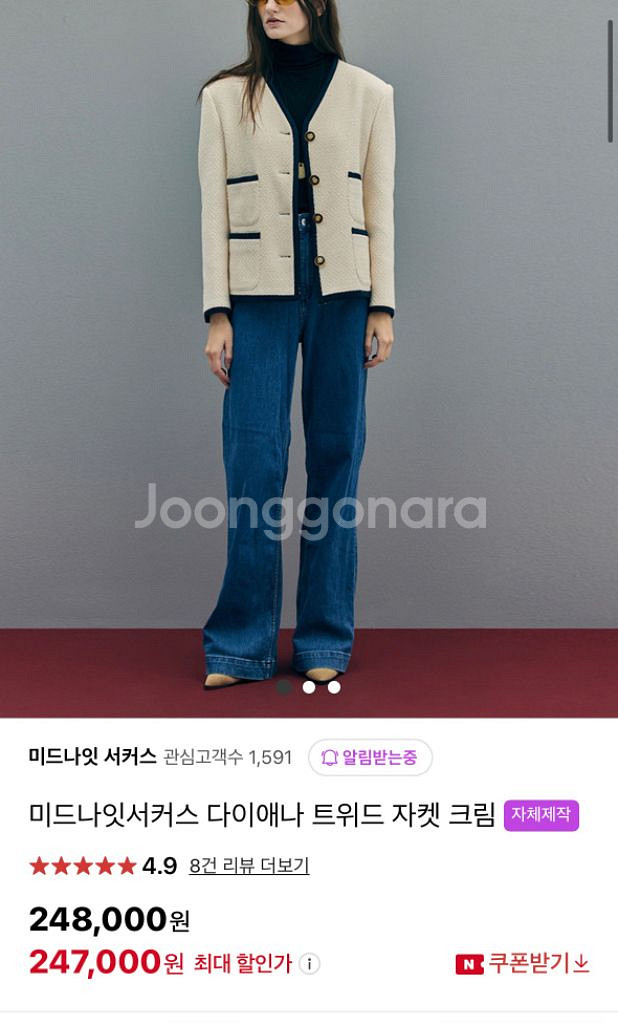 Joonggonara
미드나잇 서커스 관심고객수 1,591 알림받는중
미드나잇서커스 다이애나 트위드 자켓 크림 자체제작
★★★★★ 4.9 8건 리뷰 더보기
248,000원
247,000원 최대 할인가 i N 쿠폰받기